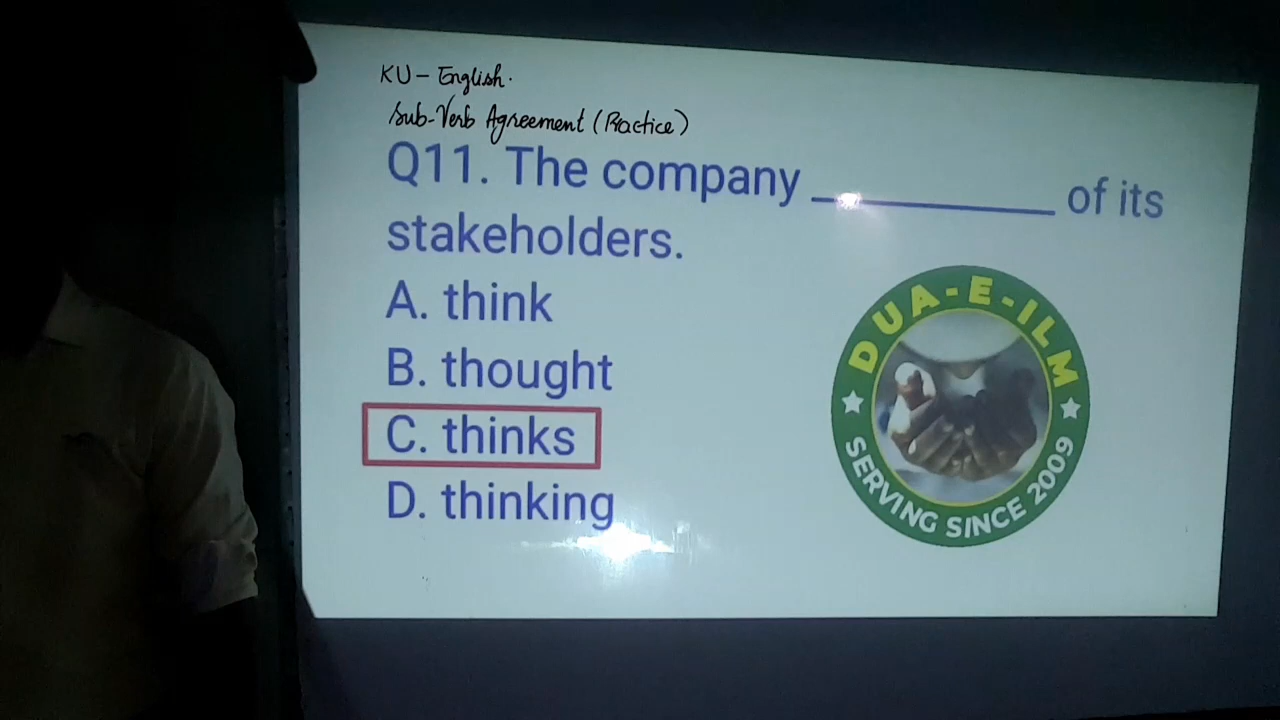 KU - English.
Sub-Verb Agreement (Practice)
Q11. The company __________ of its
stakeholders.
A. think
B. thought
C. thinks
D. thinking
DUA-E-ILM
SERVING SINCE 2009